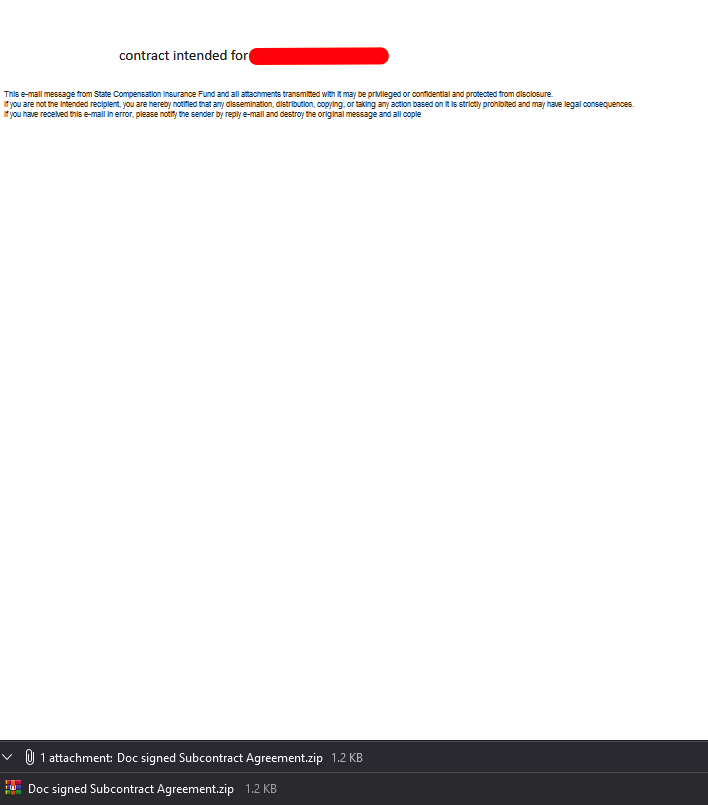 contract intended for
This e-mail message from State Compensation Insurance Fund and all attachments transmitted with it may be privileged or confidential and protected from disclosure.
If you are not the intended recipient, you are hereby notified that any dissemination, distribution, copying, or taking any action based on it is strictly prohibited and may have legal consequences.
If you have received this e-mail in error, please notify the sender by reply e-mail and destroy the original message and all copie
1 attachment: Doc signed Subcontract Agreement.zip 1.2 KB
Doc signed Subcontract Agreement.zip 1.2 KB